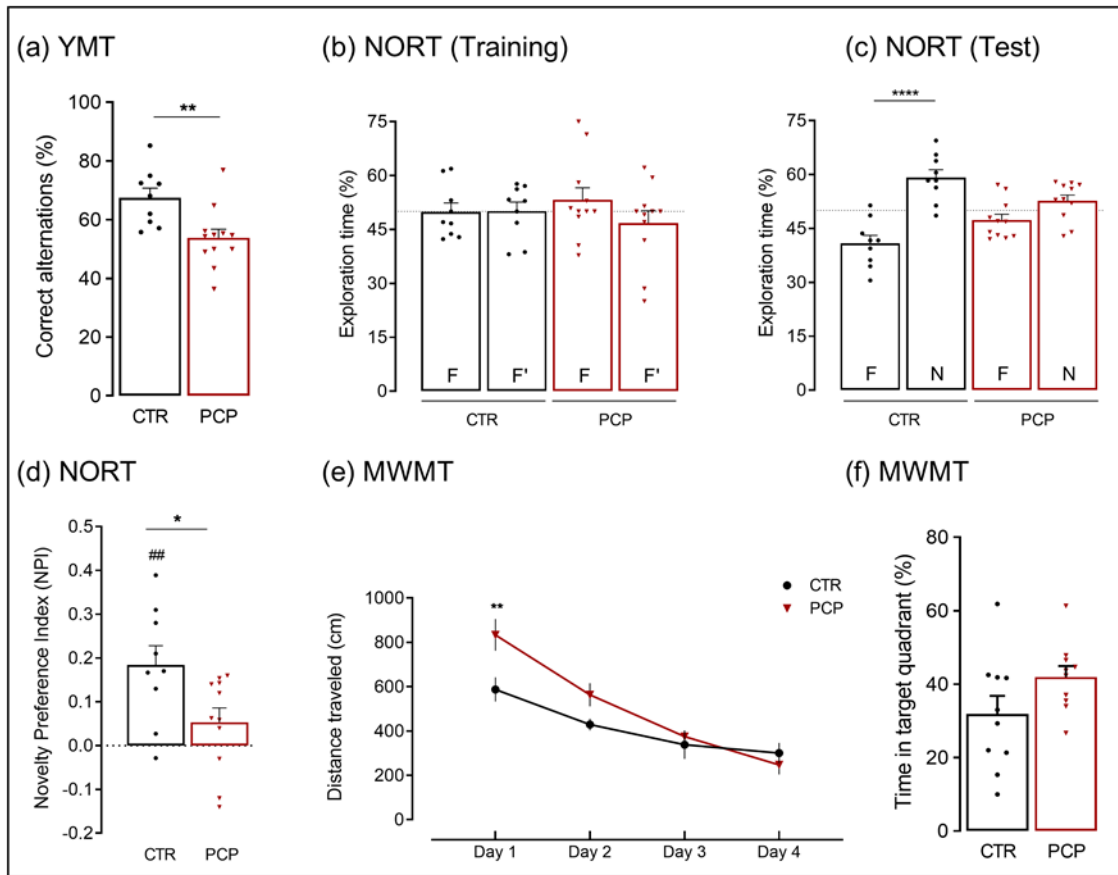 (a) YMT
Correct alternations (%)
100
80
60
40
20
0
**
CTR PCP
(b) NORT (Training)
Exploration time (%)
75
60
45
30
15
0
F F' F F'
CTR PCP
(c) NORT (Test)
Exploration time (%)
75
60
45
30
15
0
****
F N F N
CTR PCP
(d) NORT
Novelty Preference Index (NPI)
0.5
0.4
0.3
0.2
0.1
0.0
-0.1
-0.2
*
##
CTR PCP
(e) MWMT
Distance traveled (cm)
1000
800
600
400
200
0
**
CTR
PCP
Day 1 Day 2 Day 3 Day 4
(f) MWMT
Time in target quadrant (%)
80
60
40
20
0
CTR PCP